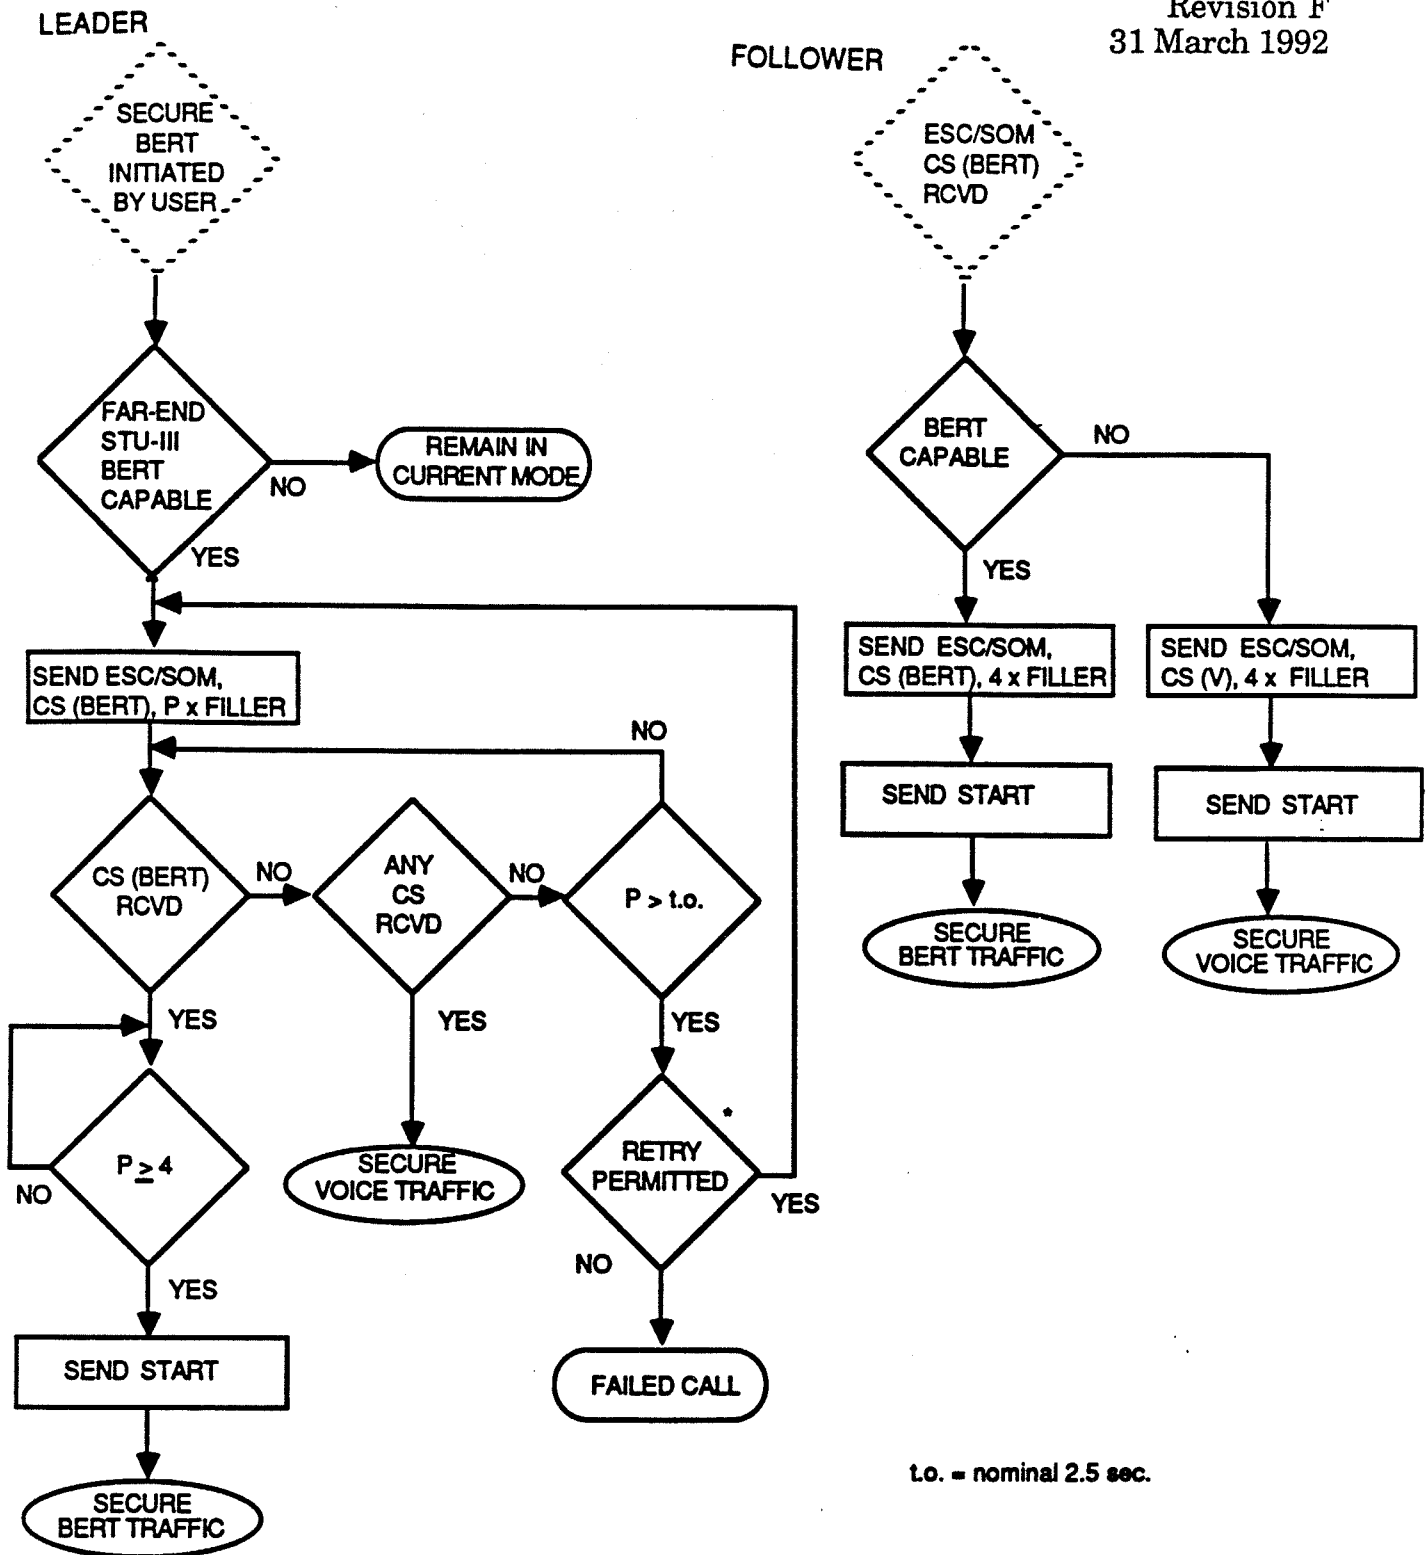 LEADER
Revision F
31 March 1992
FOLLOWER
SECURE
BERT
INITIATED
BY USER
ESC/SOM
CS (BERT)
RCVD
FAR-END
STU-III
BERT
CAPABLE
NO
REMAIN IN
CURRENT MODE
YES
BERT
CAPABLE
NO
YES
SEND ESC/SOM,
CS (BERT), P x FILLER
SEND ESC/SOM,
CS (BERT), 4 x FILLER
SEND ESC/SOM,
CS (V), 4 x FILLER
NO
SEND START
SEND START
CS (BERT)
RCVD
NO
ANY
CS
RCVD
NO
P > t.o.
SECURE
BERT TRAFFIC
SECURE
VOICE TRAFFIC
YES
YES
YES
P ≥ 4
NO
SECURE
VOICE TRAFFIC
*
RETRY
PERMITTED
YES
NO
YES
SEND START
FAILED CALL
SECURE
BERT TRAFFIC
t.o. = nominal 2.5 sec.